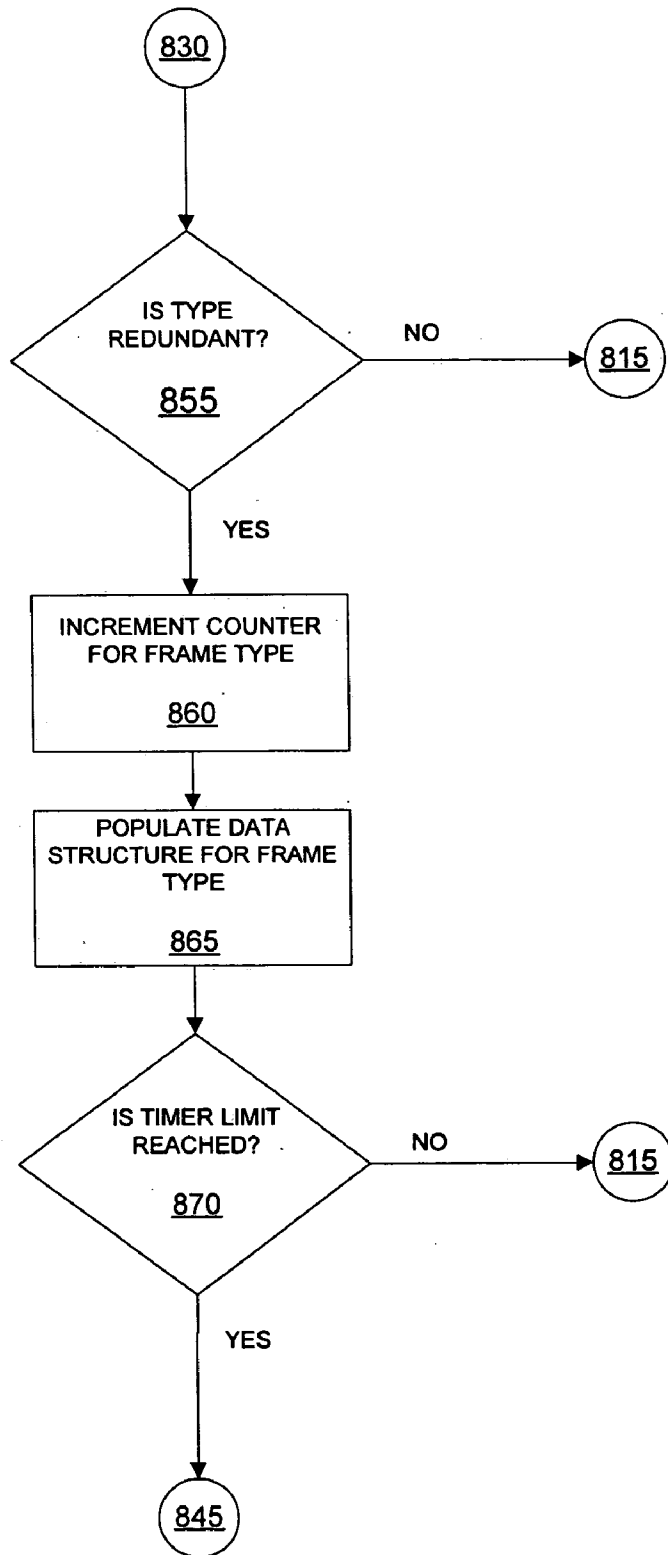 830
IS TYPE
REDUNDANT?
855
NO
815
YES
INCREMENT COUNTER
FOR FRAME TYPE
860
POPULATE DATA
STRUCTURE FOR FRAME
TYPE
865
IS TIMER LIMIT
REACHED?
870
NO
815
YES
845